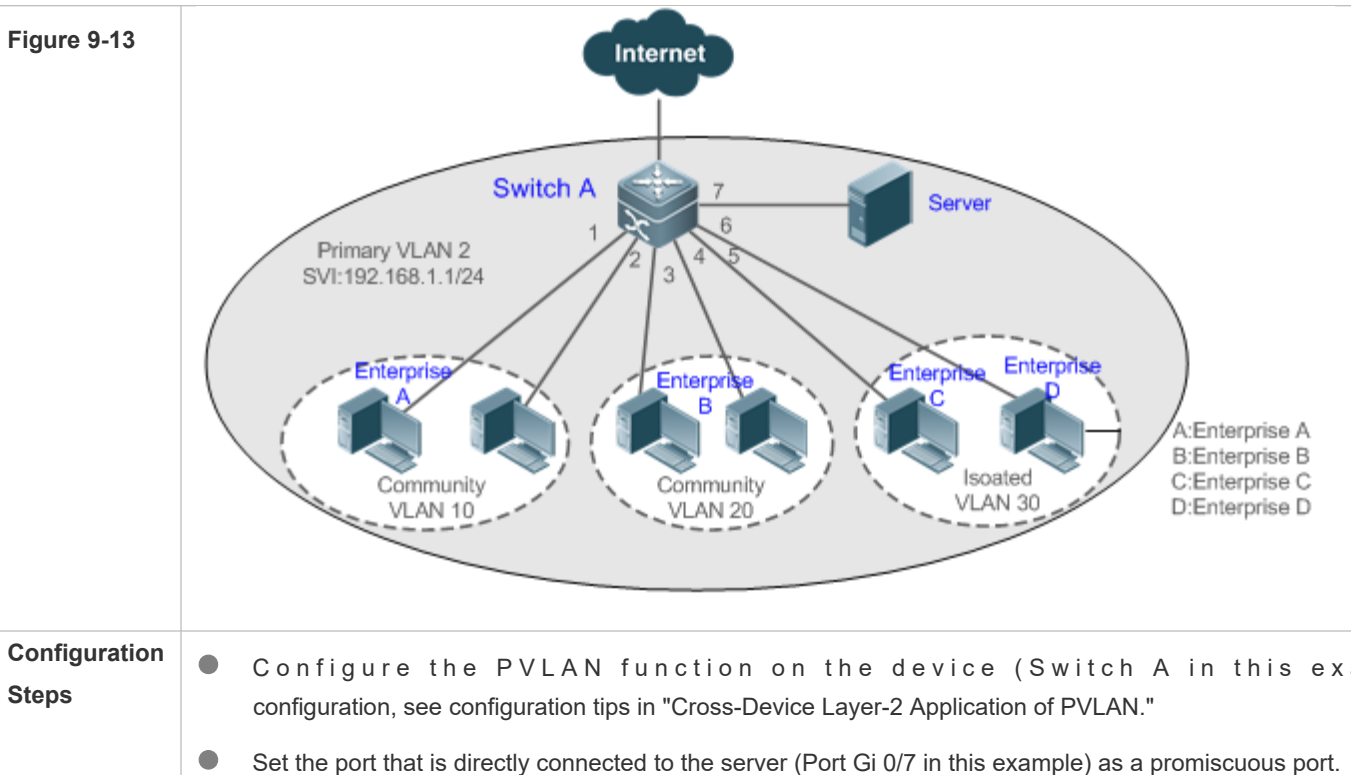 Figure 9-13
Internet
Switch A
7
Server
1
6
2
4
5
3
Primary VLAN 2
SVI:192.168.1.1/24
Enterprise
A
Enterprise
B
Enterprise
C
Enterprise
D
Community
VLAN 10
Community
VLAN 20
Isoated
VLAN 30
A:Enterprise A
B:Enterprise B
C:Enterprise C
D:Enterprise D
Configuration
Steps
Configure the PVLAN function on the device (Switch A in this ex
configuration, see configuration tips in "Cross-Device Layer-2 Application of PVLAN."
Set the port that is directly connected to the server (Port Gi 0/7 in this example) as a promiscuous port.